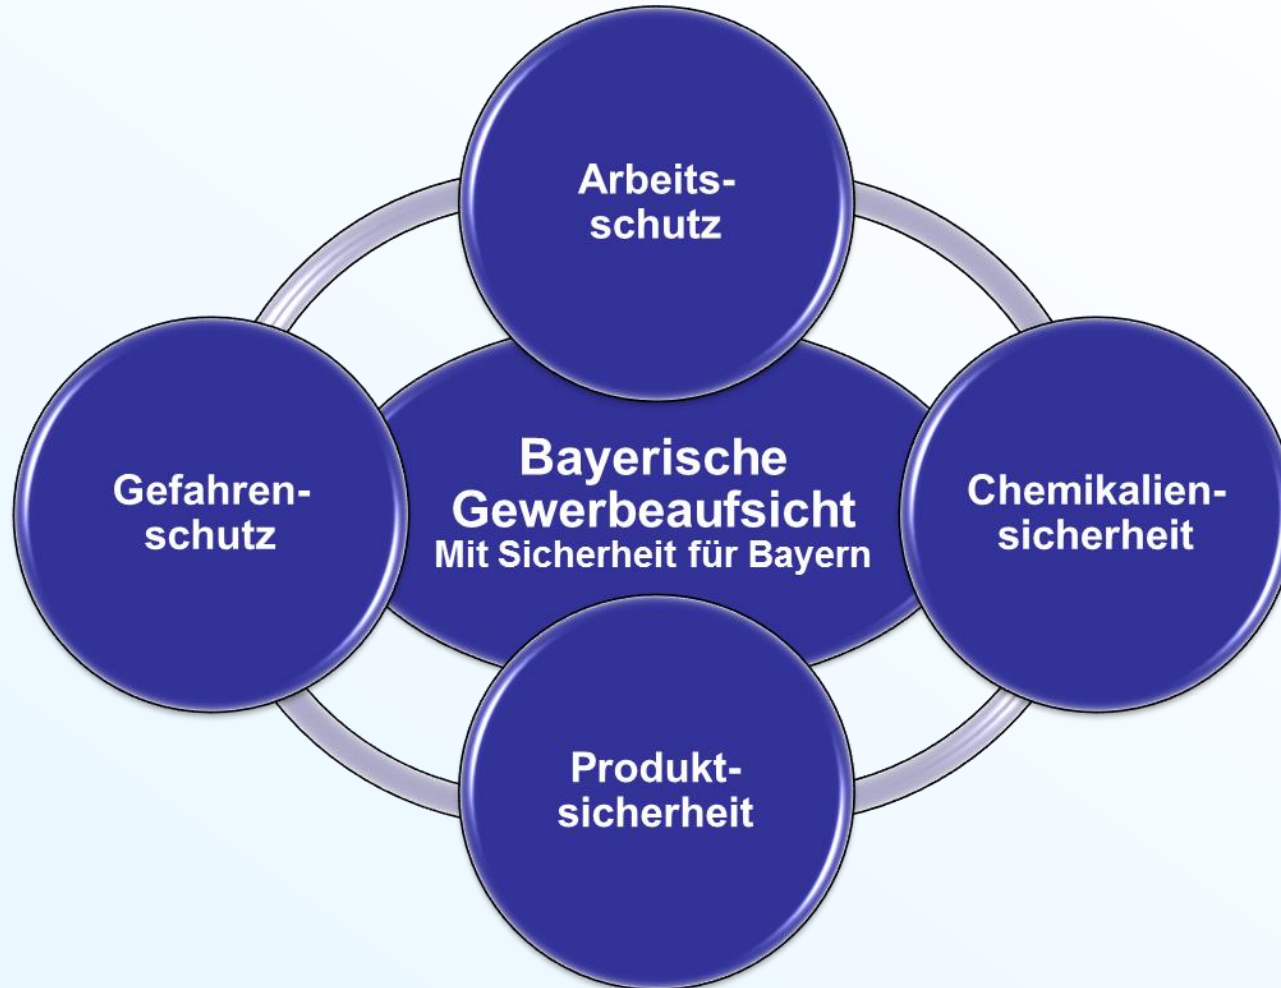 Arbeits-
schutz
Gefahren-
schutz
Bayerische
Gewerbeaufsicht
Mit Sicherheit für Bayern
Chemikalien-
sicherheit
Produkt-
sicherheit